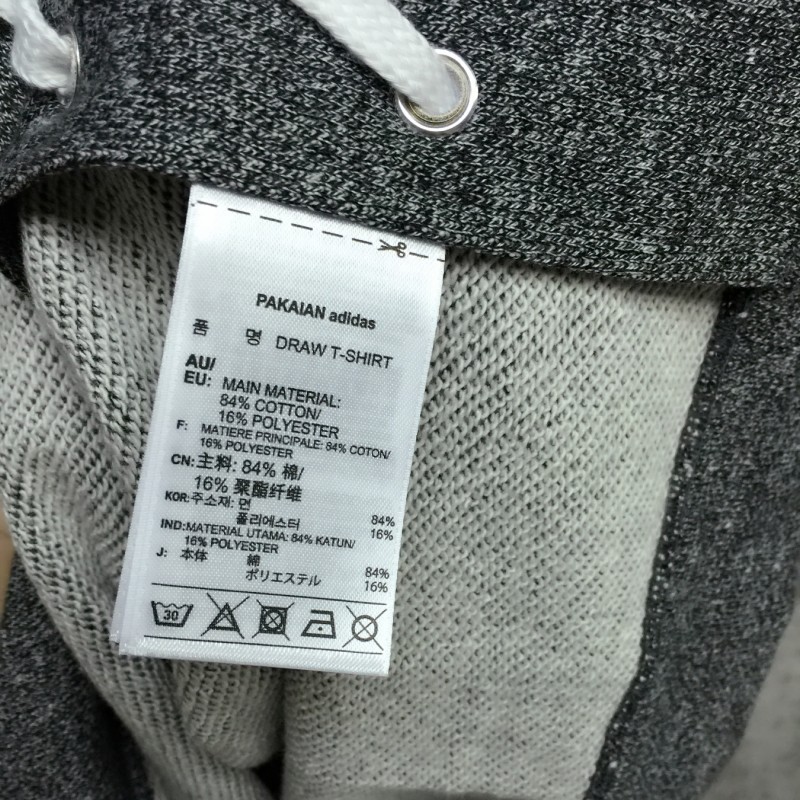 PAKAIAN adidas
품 명 DRAW T-SHIRT
AU/
EU: MAIN MATERIAL:
84% COTTON/
16% POLYESTER
F: MATIERE PRINCIPALE: 84% COTON/
16% POLYESTER
CN:主料: 84% 棉/
16% 聚酯纤维
KOR:주소재: 면 84%
폴리에스터 16%
IND:MATERIAL UTAMA: 84% KATUN/
16% POLYESTER
J: 本体 綿 84%
ポリエステル 16%
30